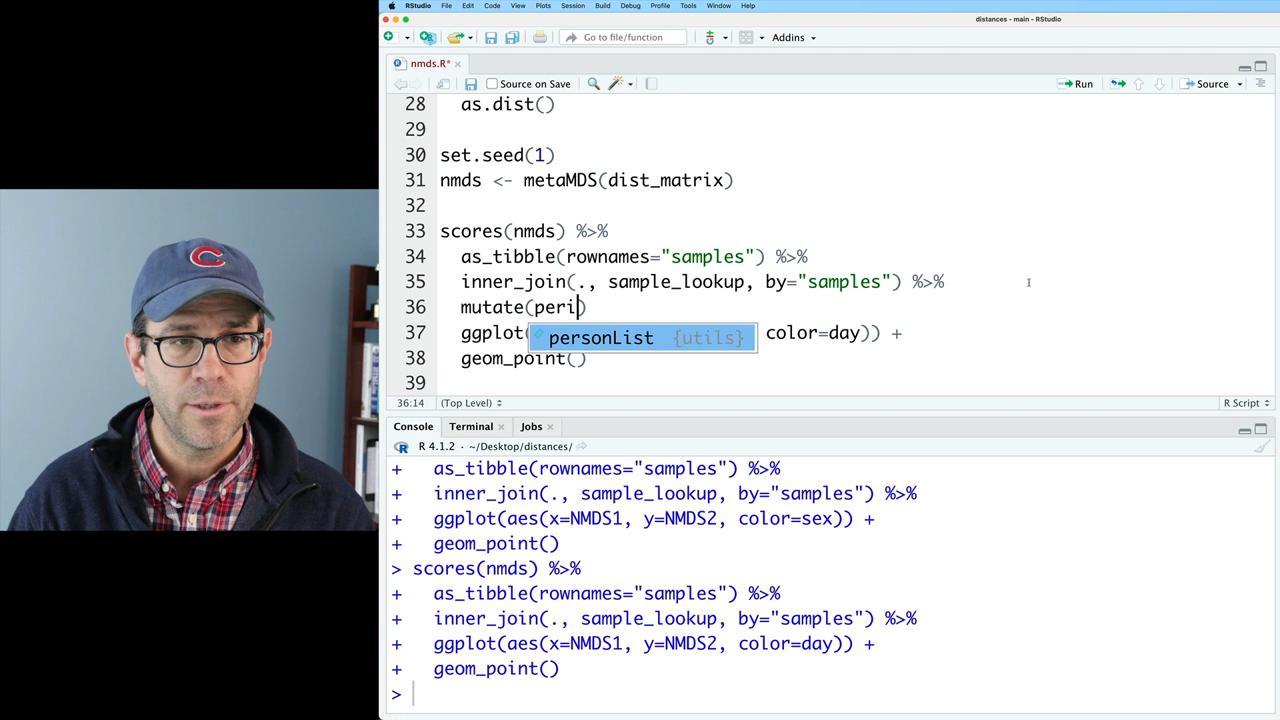 RStudio File Edit Code View Plots Session Build Debug Profile Tools Window Help
distances - main - RStudio
Go to file/function Addins
nmds.R*
Source on Save Run Source
28 as.dist()
29
30 set.seed(1)
31 nmds <- metaMDS(dist_matrix)
32
33 scores(nmds) %>%
34 as_tibble(rownames="samples") %>%
35 inner_join(., sample_lookup, by="samples") %>%
36 mutate(peri)
37 ggplot( color=day)) +
personList {utils}
38 geom_point()
39
36:14 (Top Level) R Script
Console Terminal Jobs
R 4.1.2 · ~/Desktop/distances/
+ as_tibble(rownames="samples") %>%
+ inner_join(., sample_lookup, by="samples") %>%
+ ggplot(aes(x=NMDS1, y=NMDS2, color=sex)) +
+ geom_point()
> scores(nmds) %>%
+ as_tibble(rownames="samples") %>%
+ inner_join(., sample_lookup, by="samples") %>%
+ ggplot(aes(x=NMDS1, y=NMDS2, color=day)) +
+ geom_point()
>
C